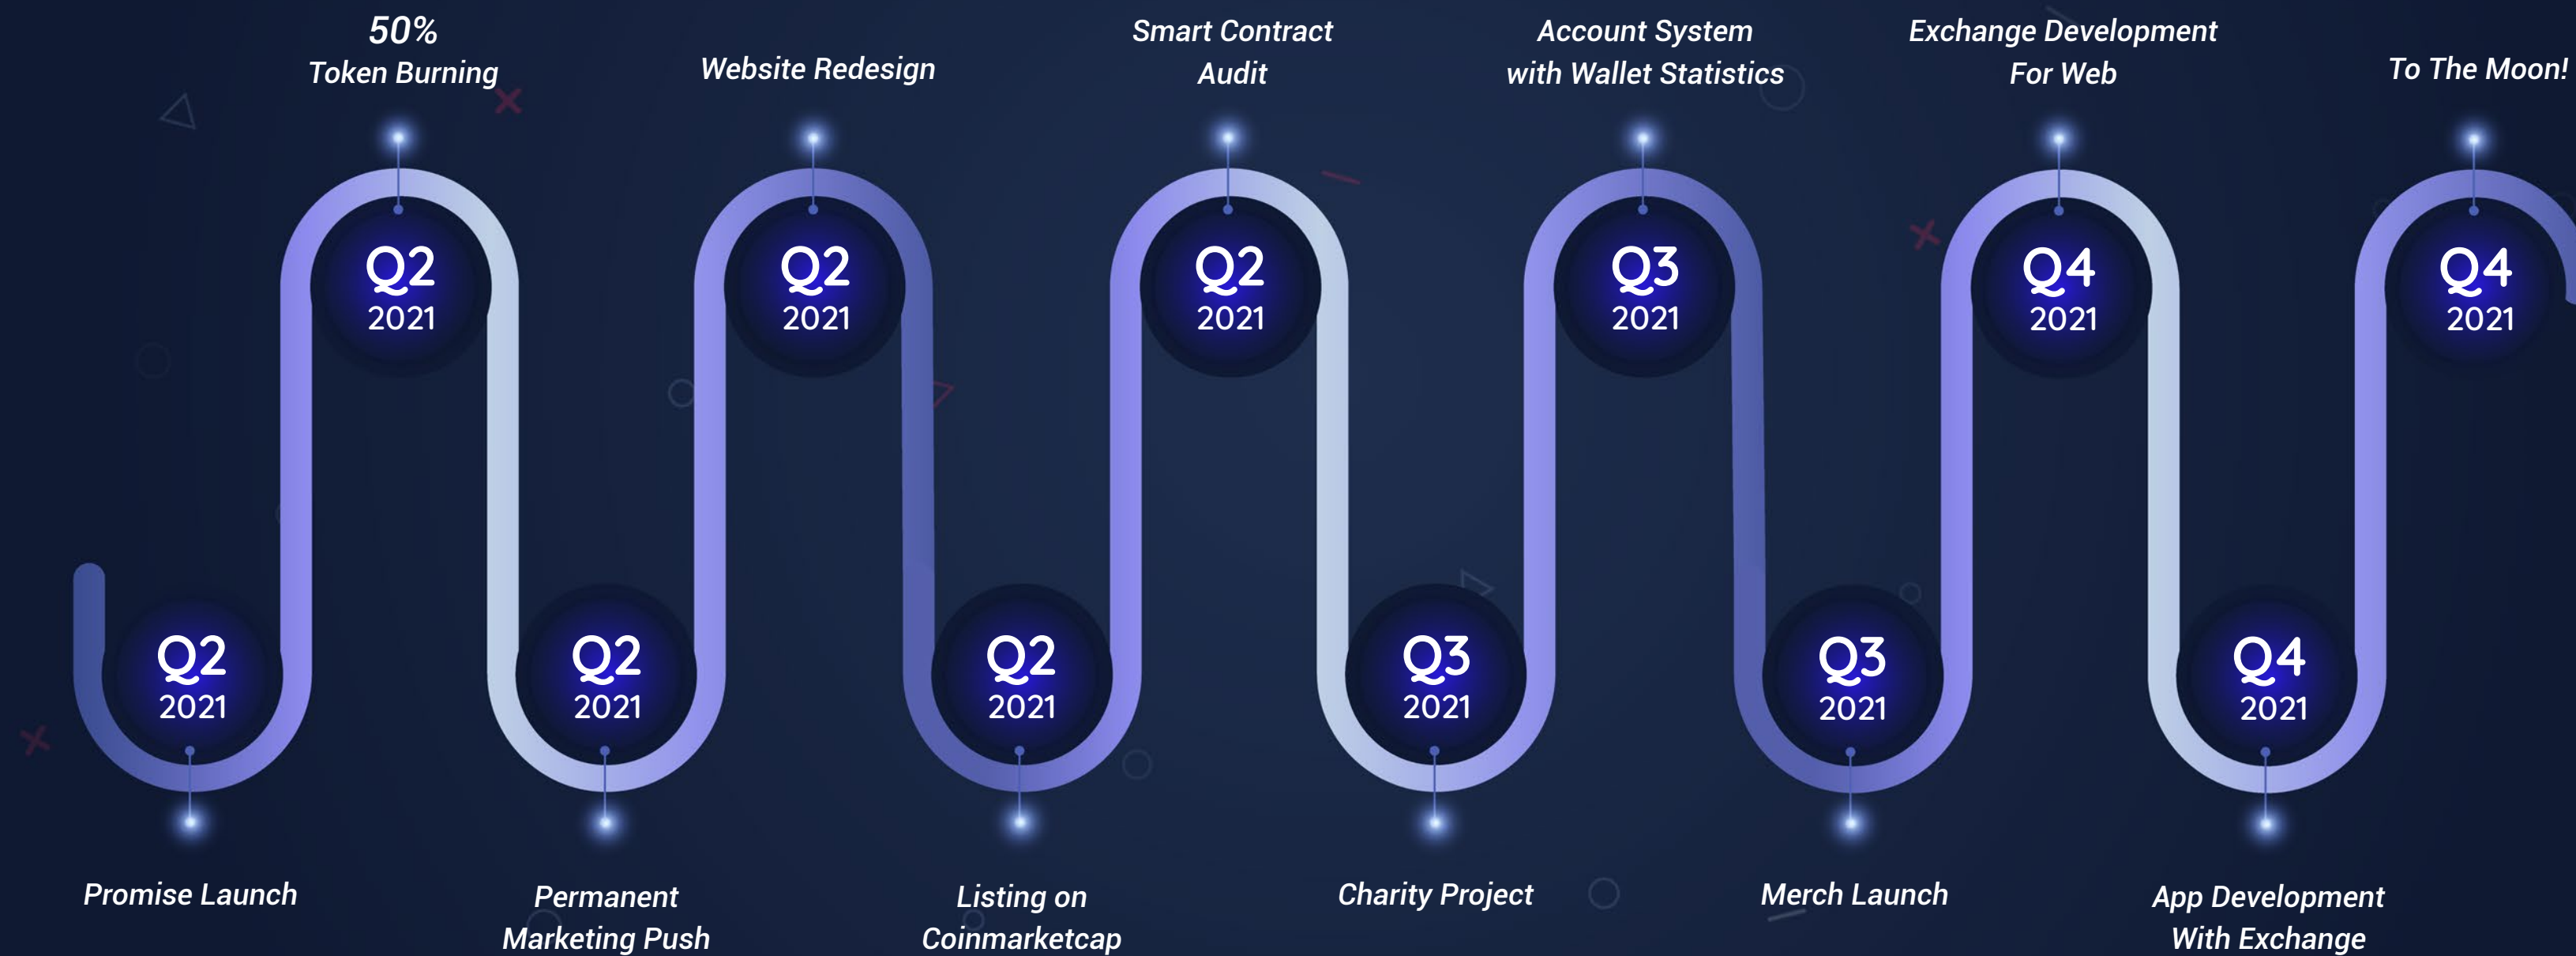 50%
Token Burning
Website Redesign
Smart Contract
Audit
Account System
with Wallet Statistics
Exchange Development
For Web
To The Moon!
Q2
2021
Q2
2021
Q2
2021
Q3
2021
Q4
2021
Q4
2021
Q2
2021
Q2
2021
Q2
2021
Q3
2021
Q3
2021
Q4
2021
Promise Launch
Permanent
Marketing Push
Listing on
Coinmarketcap
Charity Project
Merch Launch
App Development
With Exchange